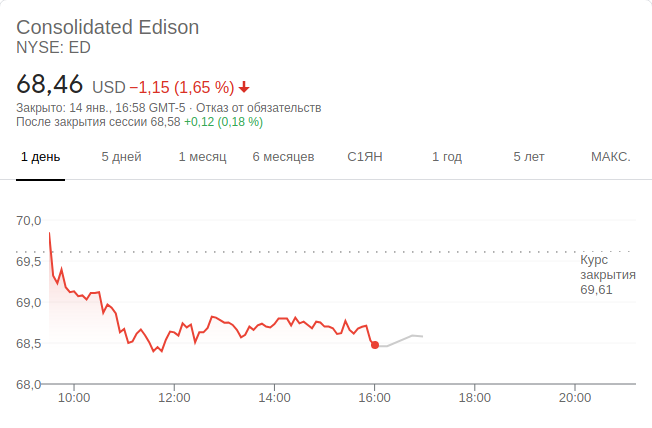 Consolidated Edison
NYSE: ED
68,46 USD −1,15 (1,65 %)
Закрыто: 14 янв., 16:58 GMT-5 · Отказ от обязательств
После закрытия сессии 68,58 +0,12 (0,18 %)
1 день 5 дней 1 месяц 6 месяцев С1ЯН 1 год 5 лет МАКС.
70,0
69,5
69,0
68,5
68,0
Курс
закрытия
69,61
10:00 12:00 14:00 16:00 18:00 20:00